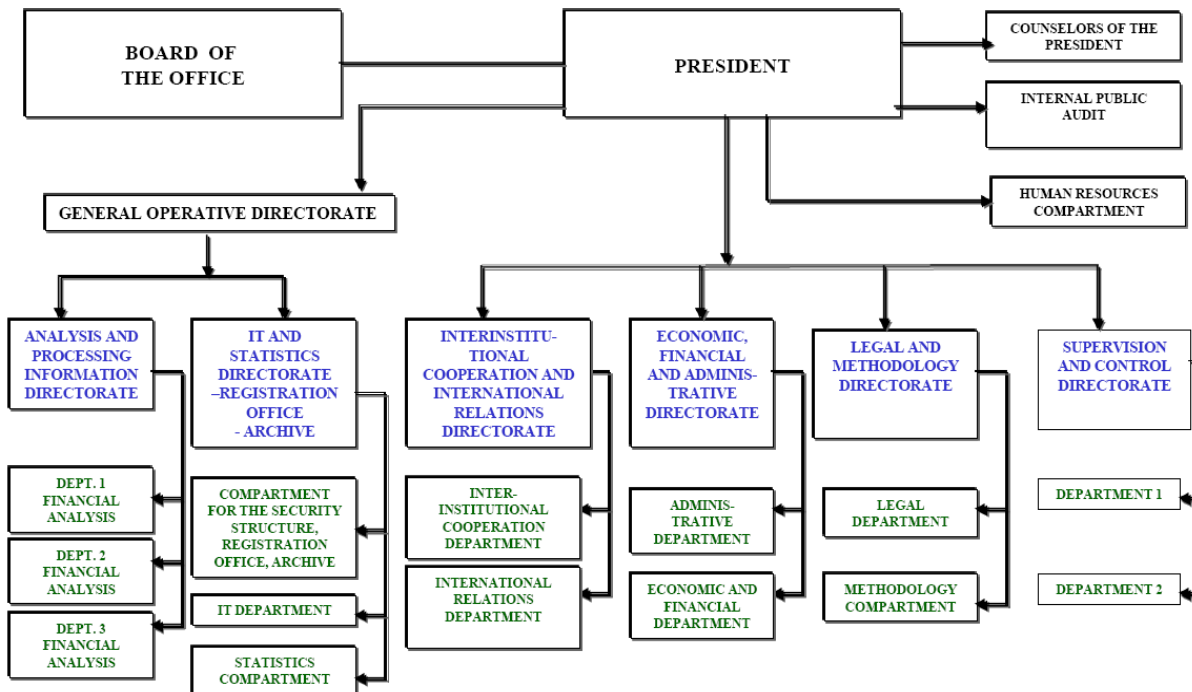 BOARD OF
THE OFFICE
PRESIDENT
COUNSELORS OF THE
PRESIDENT
INTERNAL PUBLIC
AUDIT
HUMAN RESOURCES
COMPARTMENT
GENERAL OPERATIVE DIRECTORATE
ANALYSIS AND
PROCESSING
INFORMATION
DIRECTORATE
IT AND
STATISTICS
DIRECTORATE
–REGISTRATION
OFFICE
- ARCHIVE
INTERINSTITU-
TIONAL
COOPERATION AND
INTERNATIONAL
RELATIONS
DIRECTORATE
ECONOMIC,
FINANCIAL
AND ADMINIS-
TRATIVE
DIRECTORATE
LEGAL AND
METHODOLOGY
DIRECTORATE
SUPERVISION
AND CONTROL
DIRECTORATE
DEPT. 1
FINANCIAL
ANALYSIS
DEPT. 2
FINANCIAL
ANALYSIS
DEPT. 3
FINANCIAL
ANALYSIS
COMPARTMENT
FOR THE SECURITY
STRUCTURE,
REGISTRATION
OFFICE, ARCHIVE
IT DEPARTMENT
STATISTICS
COMPARTMENT
INTER-
INSTITUTIONAL
COOPERATION
DEPARTMENT
INTERNATIONAL
RELATIONS
DEPARTMENT
ADMINIS-
TRATIVE
DEPARTMENT
ECONOMIC AND
FINANCIAL
DEPARTMENT
LEGAL
DEPARTMENT
METHODOLOGY
COMPARTMENT
DEPARTMENT 1
DEPARTMENT 2